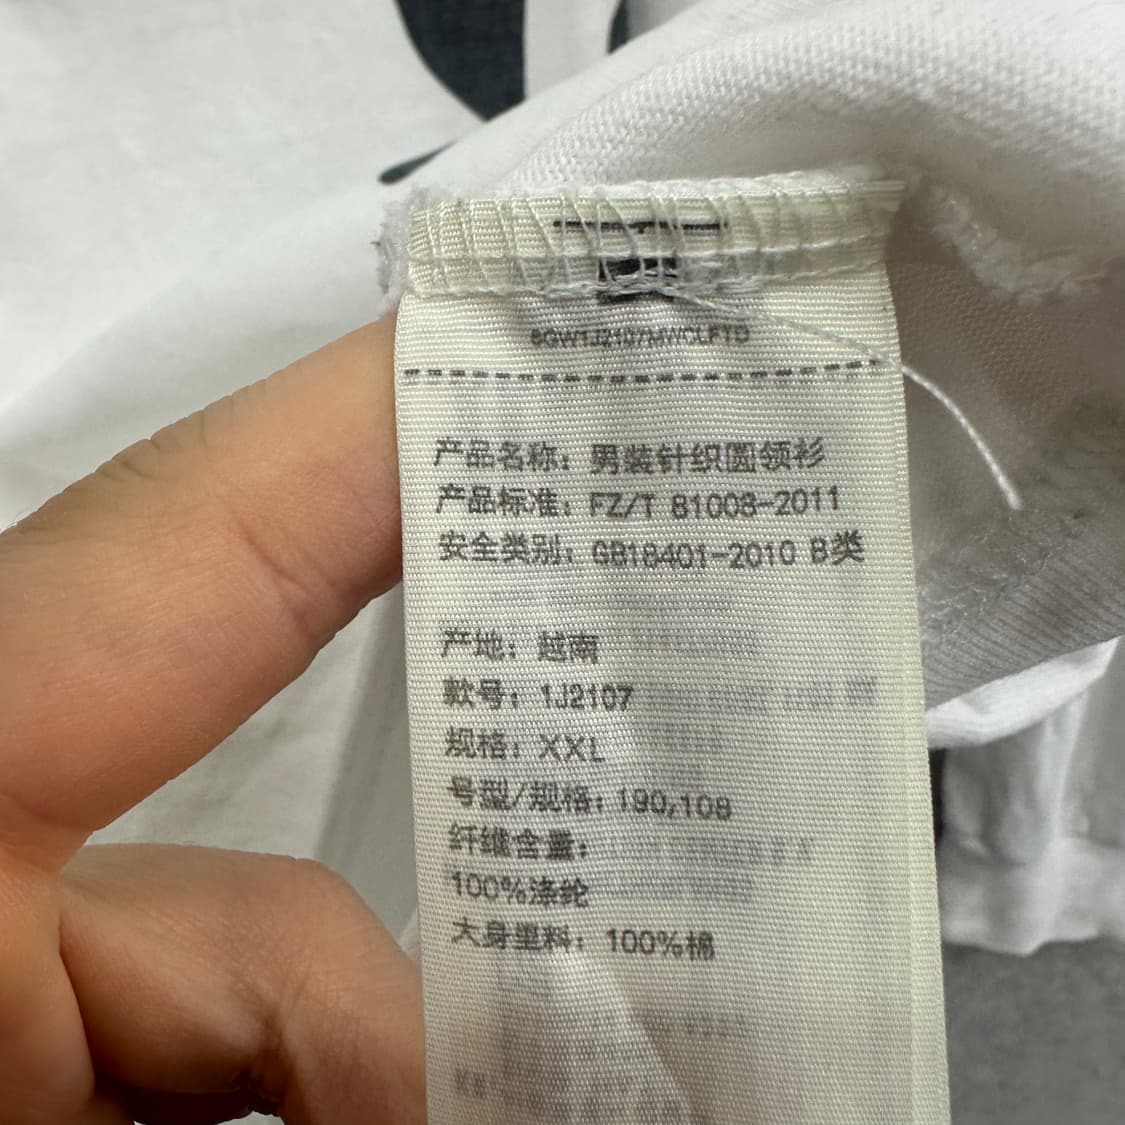 6GW1J2107MWCLFTD
产品名称：男装针织圆领衫
产品标准：FZ/T 81008-2011
安全类别：GB18401-2010 B类
产地：越南
款号：1J2107
规格：XXL
号型/规格：190,108
纤维含量：
100%涤纶
大身里料：100%棉